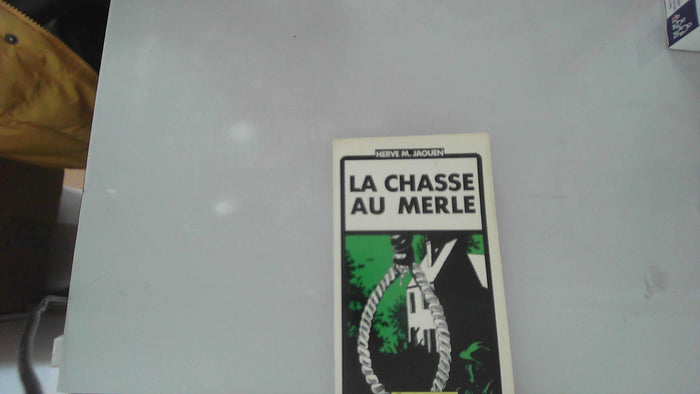 HERVE M. JAOUEN
LA CHASSE
AU MERLE